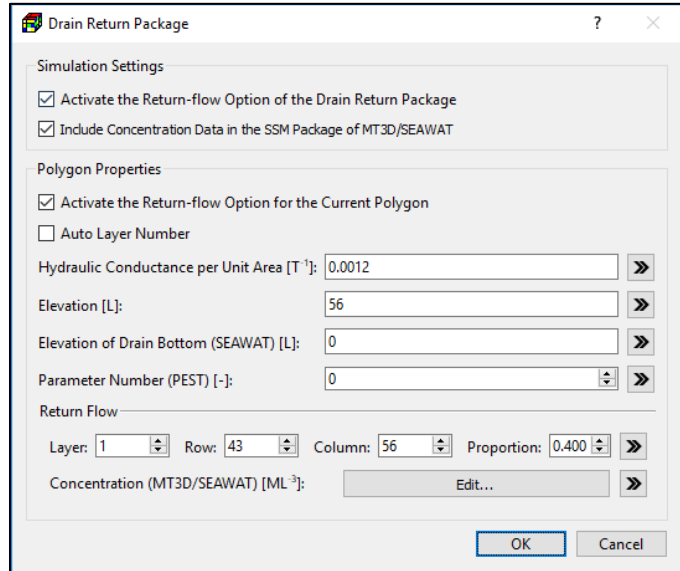 Drain Return Package ?
Simulation Settings
Activate the Return-flow Option of the Drain Return Package
Include Concentration Data in the SSM Package of MT3D/SEAWAT
Polygon Properties
Activate the Return-flow Option for the Current Polygon
Auto Layer Number
Hydraulic Conductance per Unit Area [T⁻¹]: 0.0012
Elevation [L]: 56
Elevation of Drain Bottom (SEAWAT) [L]: 0
Parameter Number (PEST) [-]: 0
Return Flow
Layer: 1 Row: 43 Column: 56 Proportion: 0.400
Concentration (MT3D/SEAWAT) [ML⁻³]: Edit...
OK Cancel